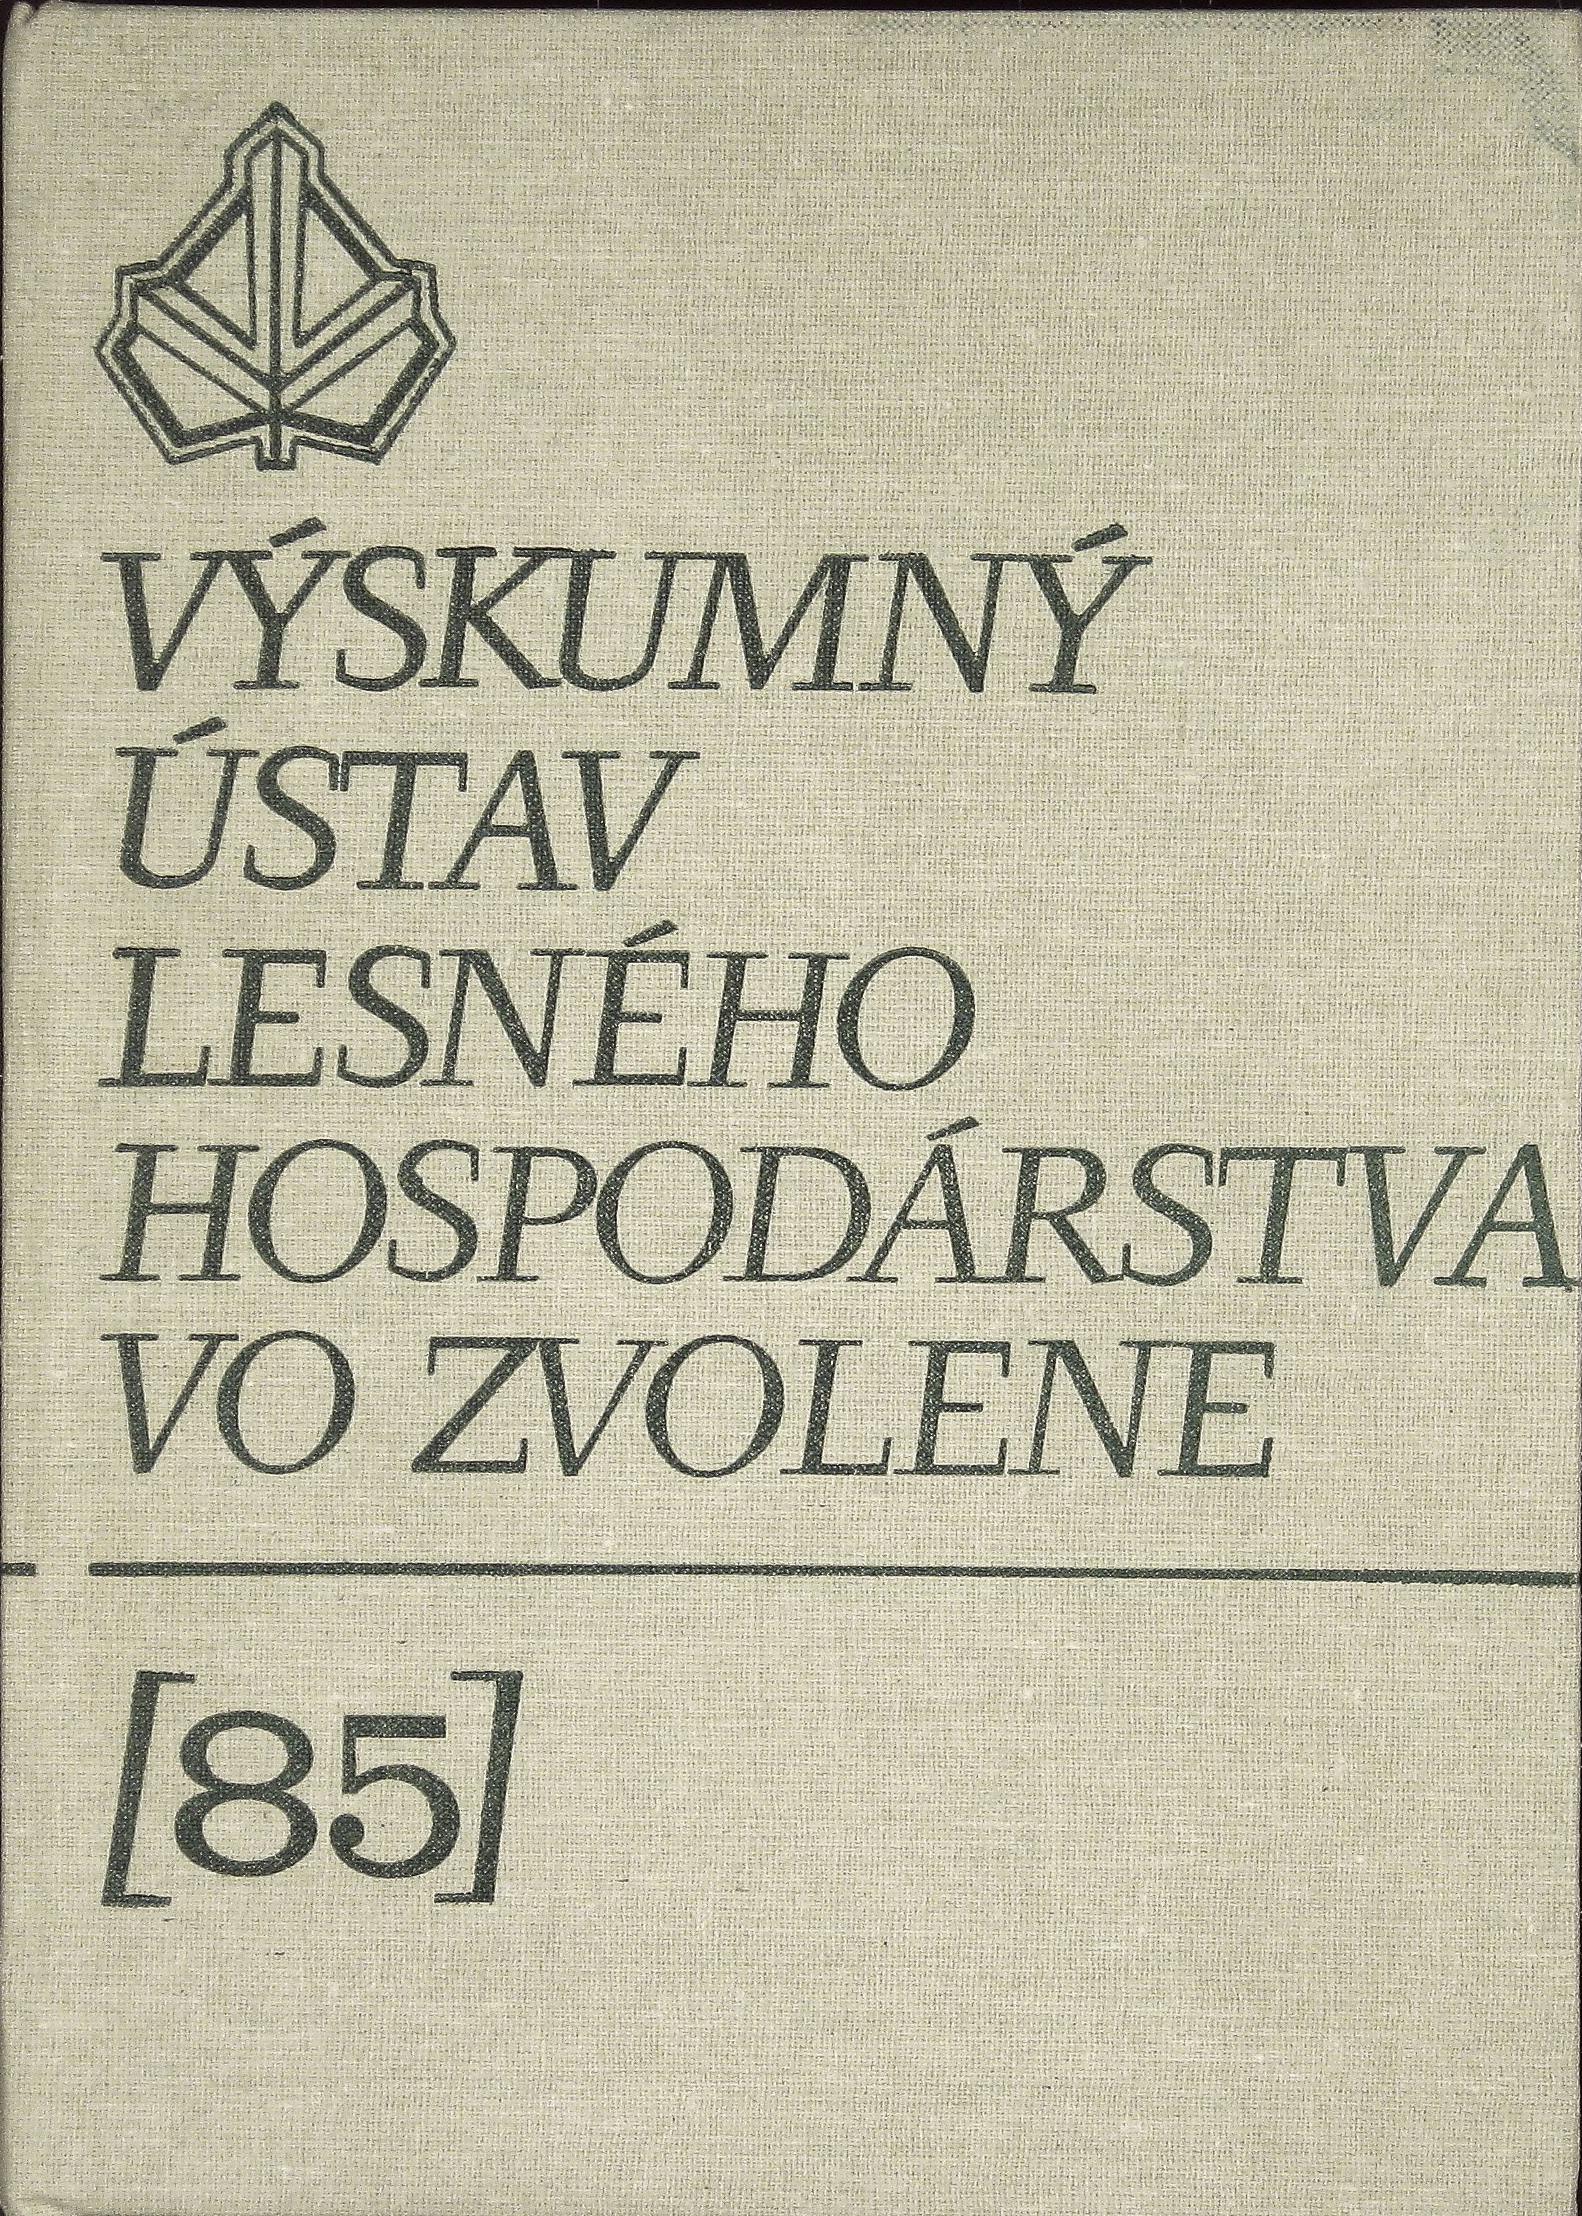 VÝSKUMNÝ
ÚSTAV
LESNÉHO
HOSPODÁRSTVA
VO ZVOLENE
[85]